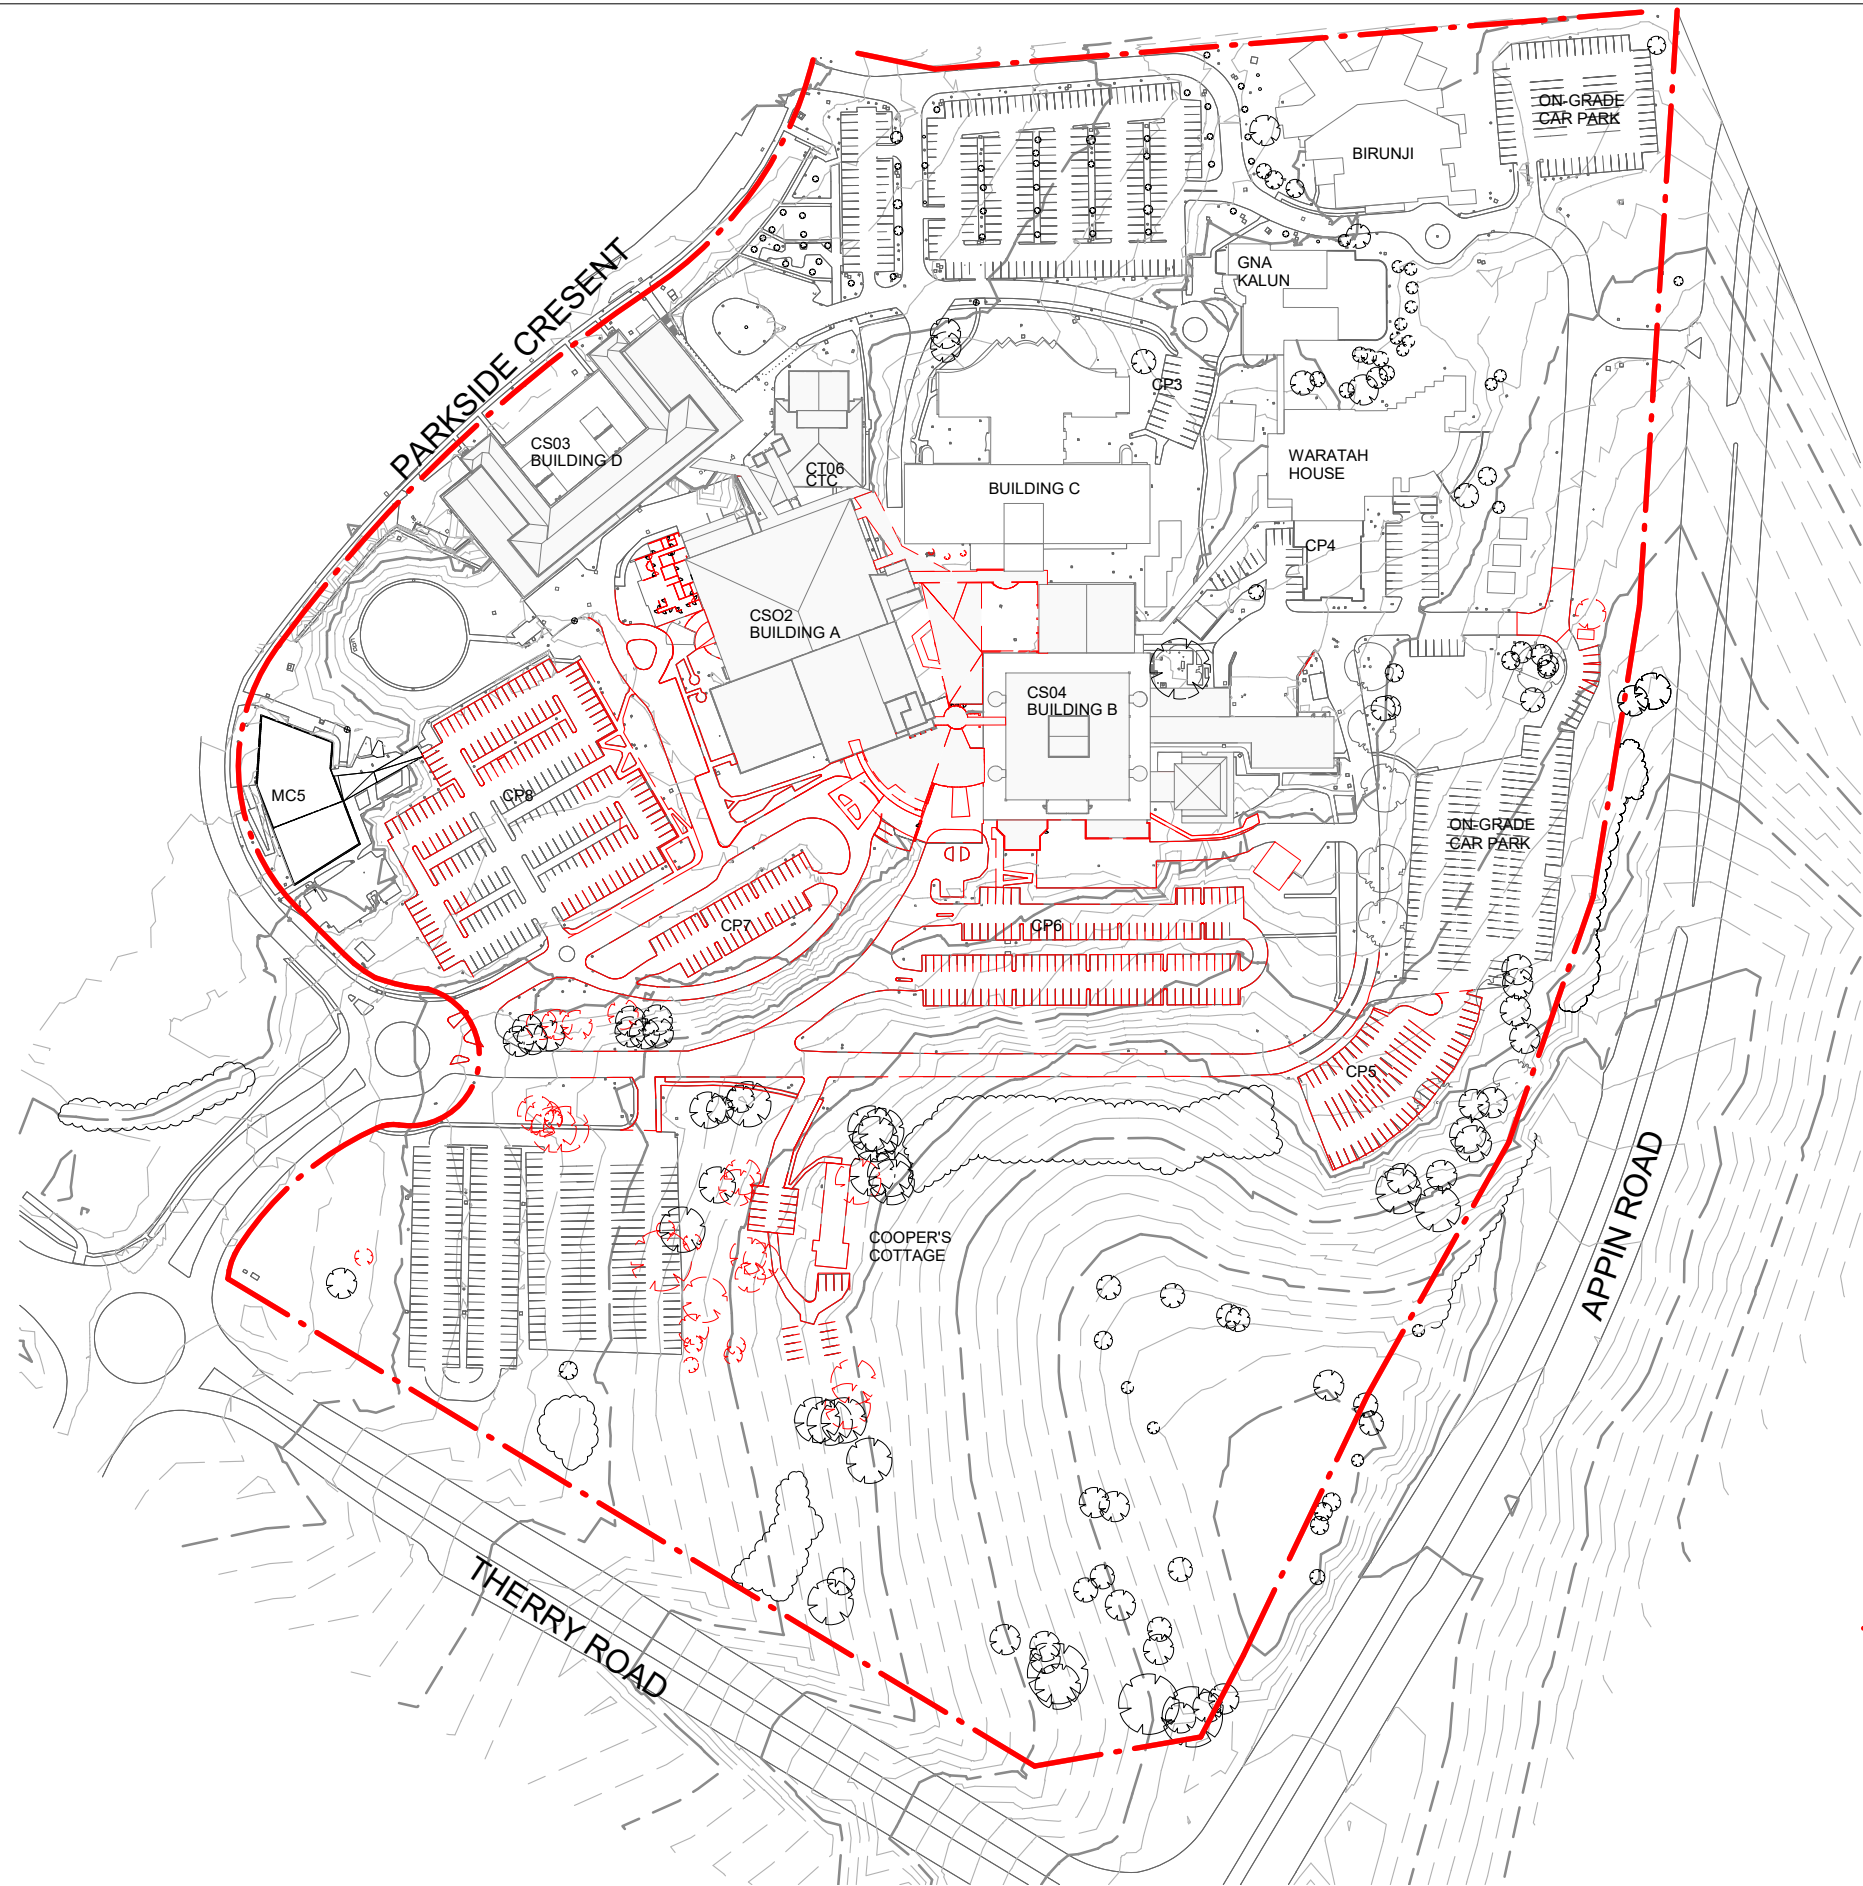 ON-GRADE
CAR PARK
BIRUNJI
GNA
KALUN
PARKSIDE CRESENT
CP3
CS03
BUILDING D
CT06
CTC
BUILDING C
WARATAH
HOUSE
CP4
CSO2
BUILDING A
CS04
BUILDING B
MC5
CP8
ON-GRADE
CAR PARK
CP7
CP6
CP5
COOPER'S
COTTAGE
APPIN ROAD
THERRY ROAD